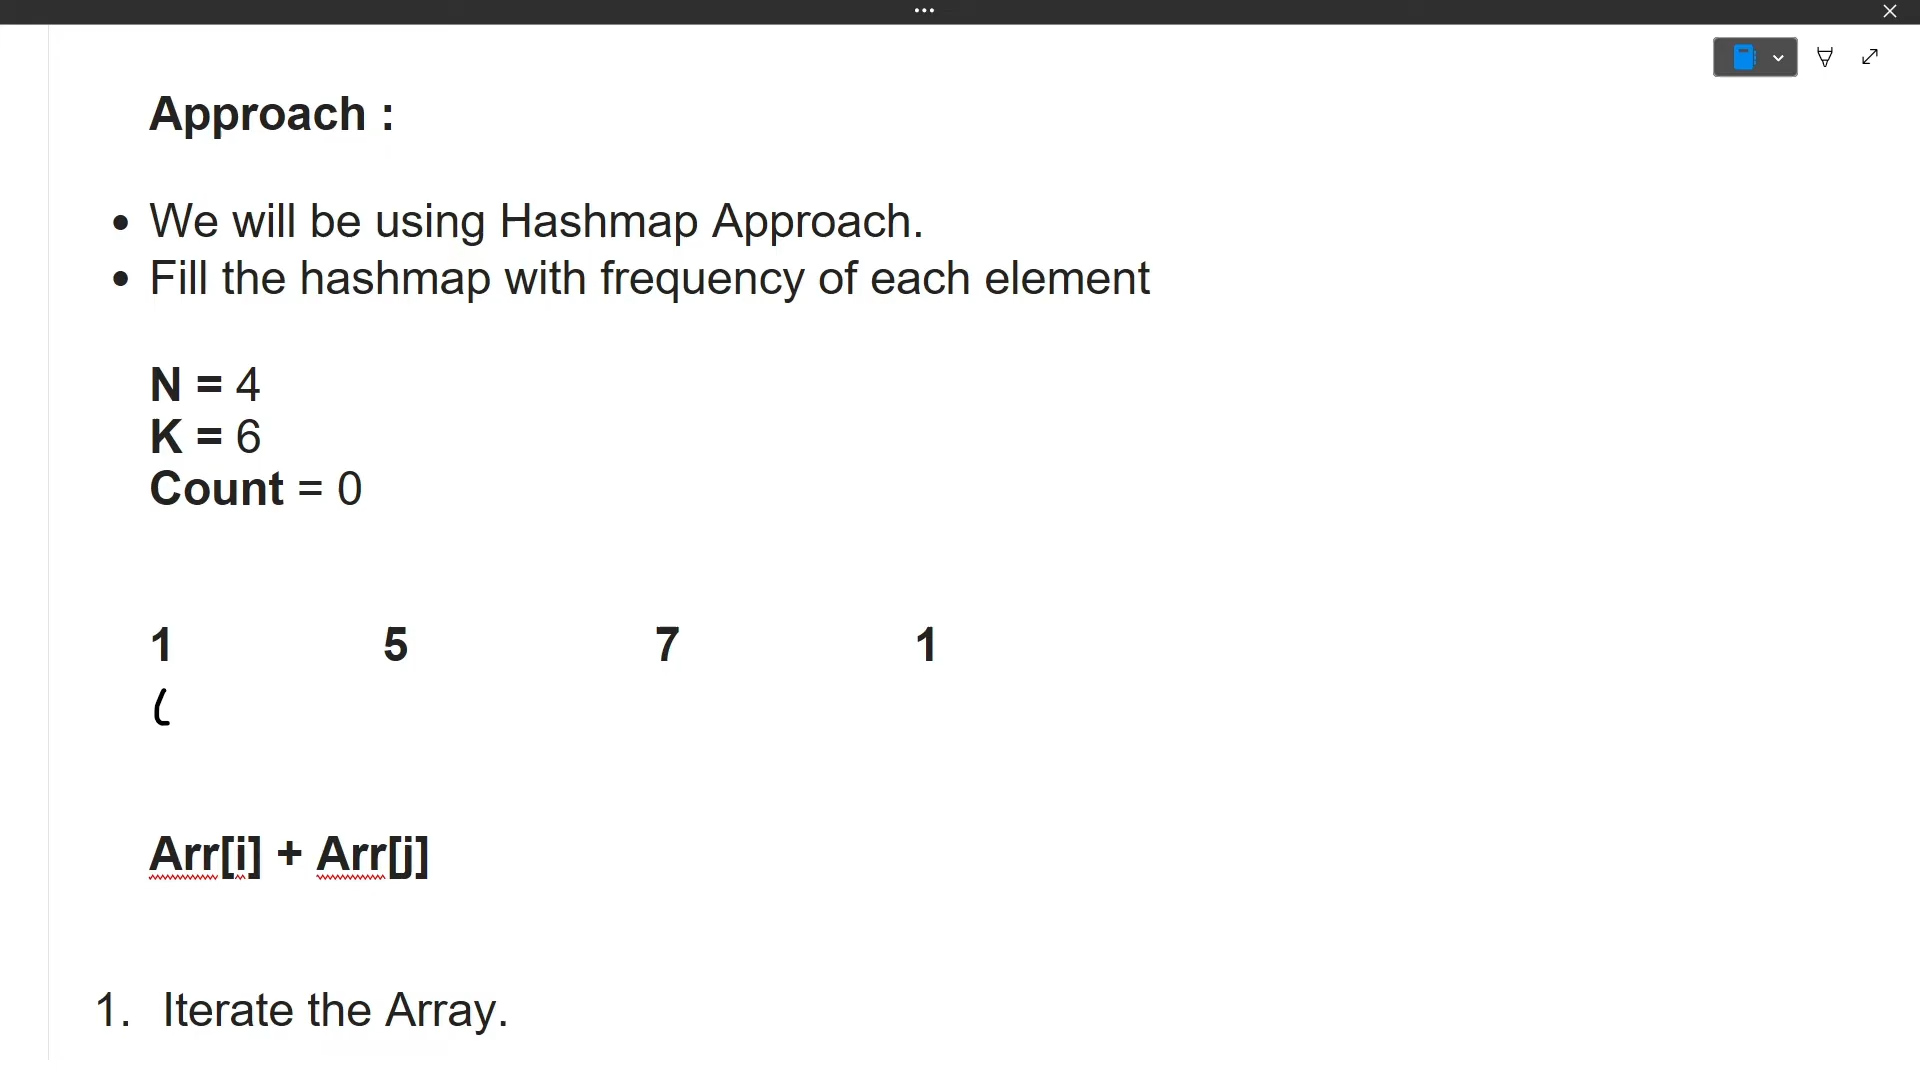 Approach :
• We will be using Hashmap Approach.
• Fill the hashmap with frequency of each element
N = 4
K = 6
Count = 0
1 5 7 1
Arr[i] + Arr[j]
1. Iterate the Array.